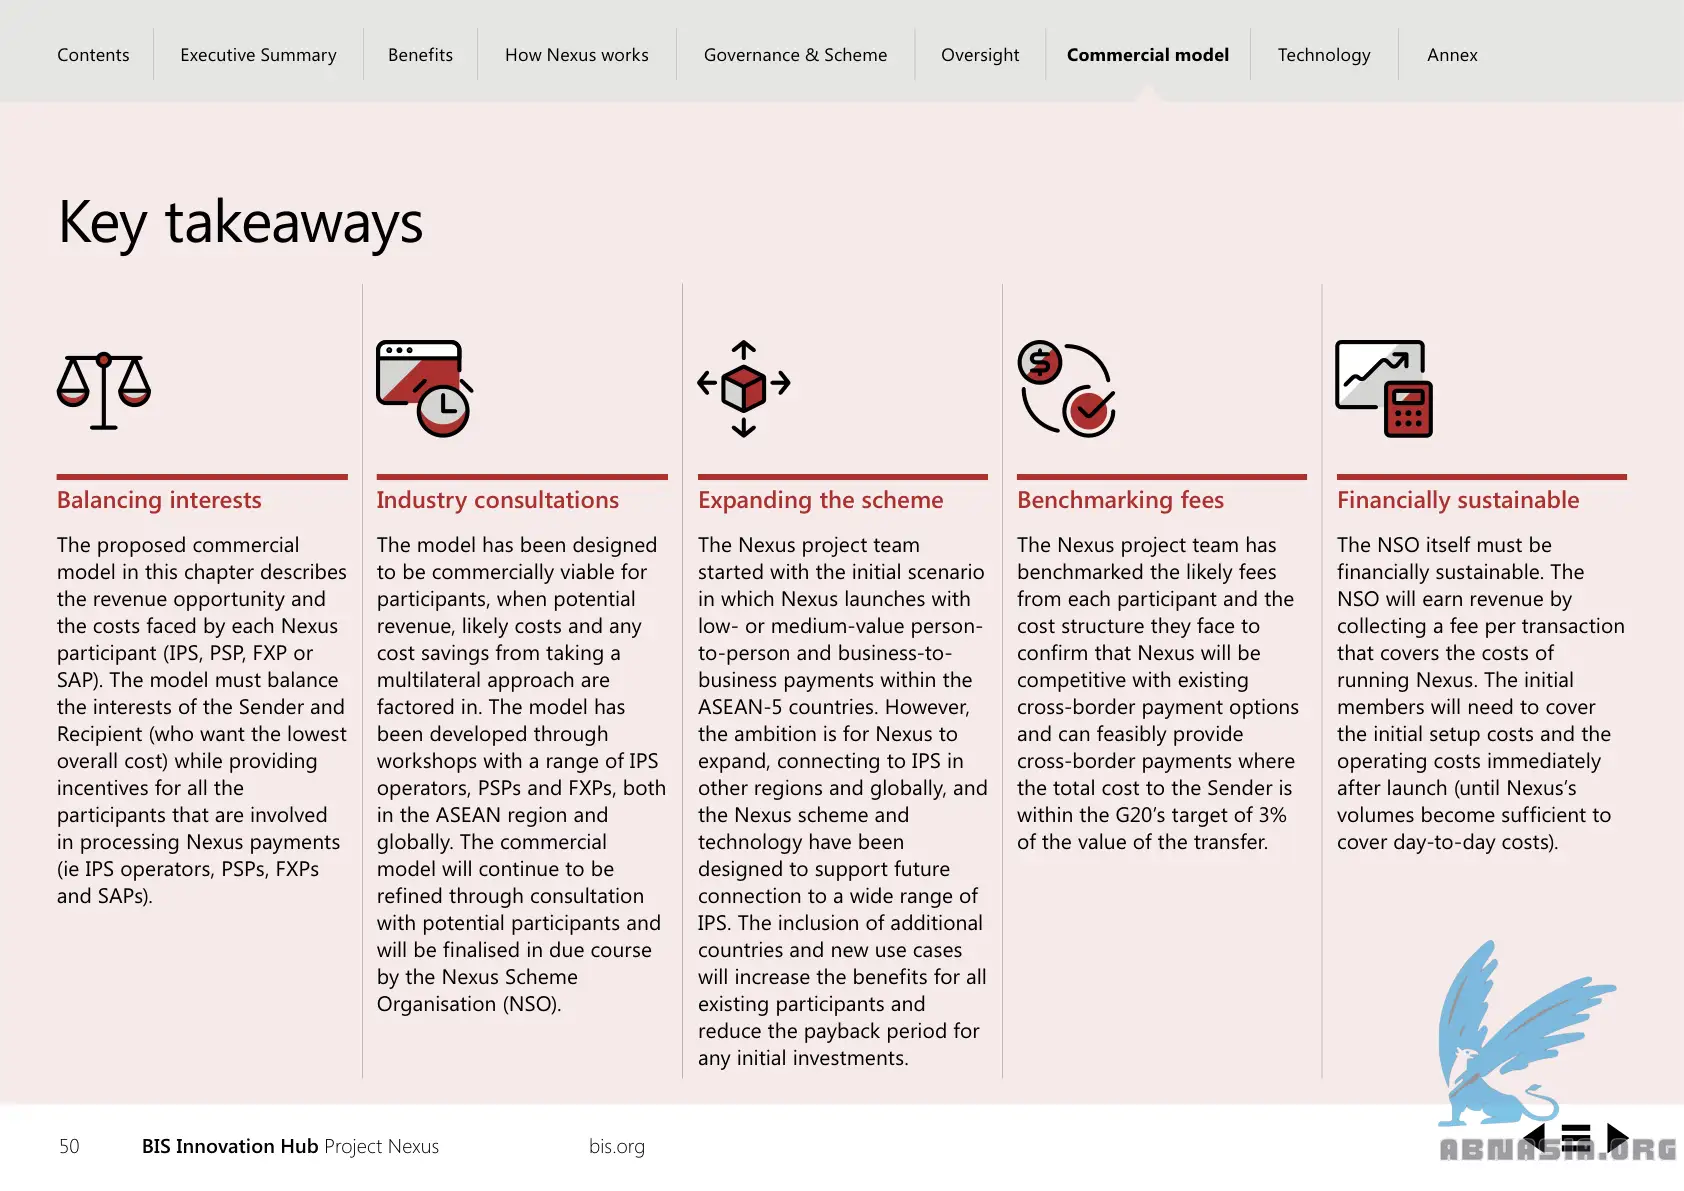 Contents
Executive Summary
Benefits
How Nexus works
Governance & Scheme
Oversight
Commercial model
Technology
Annex
Key takeaways
Balancing interests
The proposed commercial
model in this chapter describes
the revenue opportunity and
the costs faced by each Nexus
participant (IPS, PSP, FXP or
SAP). The model must balance
the interests of the Sender and
Recipient (who want the lowest
overall cost) while providing
incentives for all the
participants that are involved
in processing Nexus payments
(ie IPS operators, PSPs, FXPs
and SAPs).
Industry consultations
The model has been designed
to be commercially viable for
participants, when potential
revenue, likely costs and any
cost savings from taking a
multilateral approach are
factored in. The model has
been developed through
workshops with a range of IPS
operators, PSPs and FXPs, both
in the ASEAN region and
globally. The commercial
model will continue to be
refined through consultation
with potential participants and
will be finalised in due course
by the Nexus Scheme
Organisation (NSO).
Expanding the scheme
The Nexus project team
started with the initial scenario
in which Nexus launches with
low- or medium-value person-
to-person and business-to-
business payments within the
ASEAN-5 countries. However,
the ambition is for Nexus to
expand, connecting to IPS in
other regions and globally, and
the Nexus scheme and
technology have been
designed to support future
connection to a wide range of
IPS. The inclusion of additional
countries and new use cases
will increase the benefits for all
existing participants and
reduce the payback period for
any initial investments.
Benchmarking fees
The Nexus project team has
benchmarked the likely fees
from each participant and the
cost structure they face to
confirm that Nexus will be
competitive with existing
cross-border payment options
and can feasibly provide
cross-border payments where
the total cost to the Sender is
within the G20’s target of 3%
of the value of the transfer.
Financially sustainable
The NSO itself must be
financially sustainable. The
NSO will earn revenue by
collecting a fee per transaction
that covers the costs of
running Nexus. The initial
members will need to cover
the initial setup costs and the
operating costs immediately
after launch (until Nexus’s
volumes become sufficient to
cover day-to-day costs).
50
BIS Innovation Hub Project Nexus
bis.org
ABNASIA.ORG